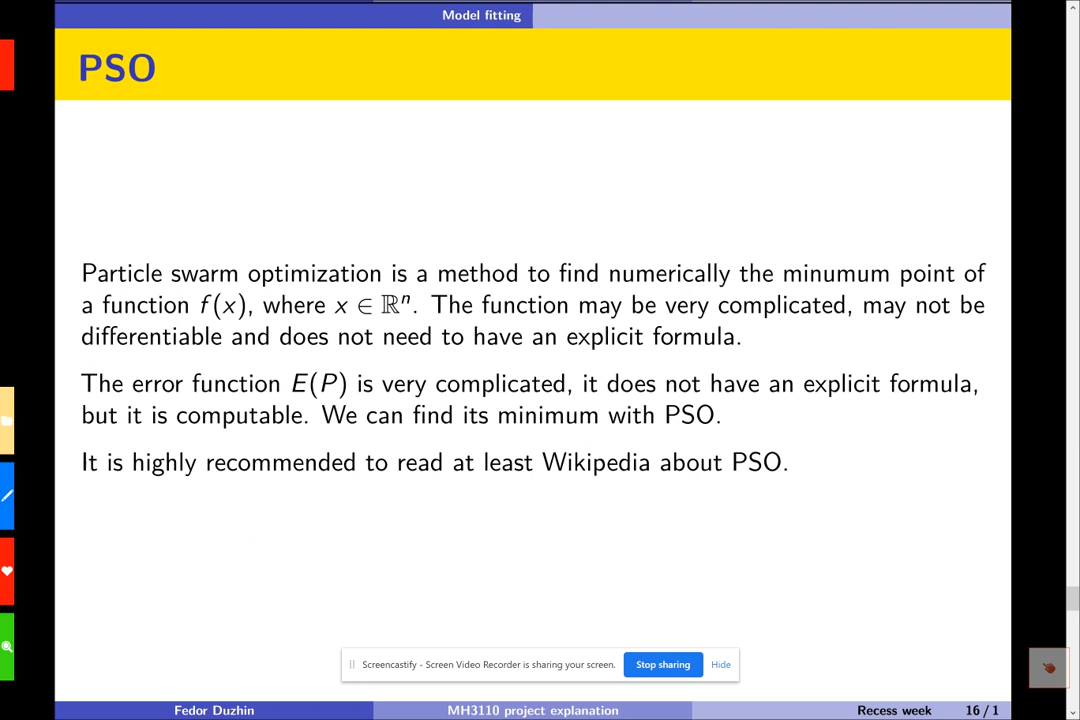 Model fitting
PSO
Particle swarm optimization is a method to find numerically the minumum point of
a function f(x), where x ∈ ℝⁿ. The function may be very complicated, may not be
differentiable and does not need to have an explicit formula.
The error function E(P) is very complicated, it does not have an explicit formula,
but it is computable. We can find its minimum with PSO.
It is highly recommended to read at least Wikipedia about PSO.
Screencastify - Screen Video Recorder is sharing your screen. Stop sharing Hide
Fedor Duzhin MH3110 project explanation Recess week 16 / 1